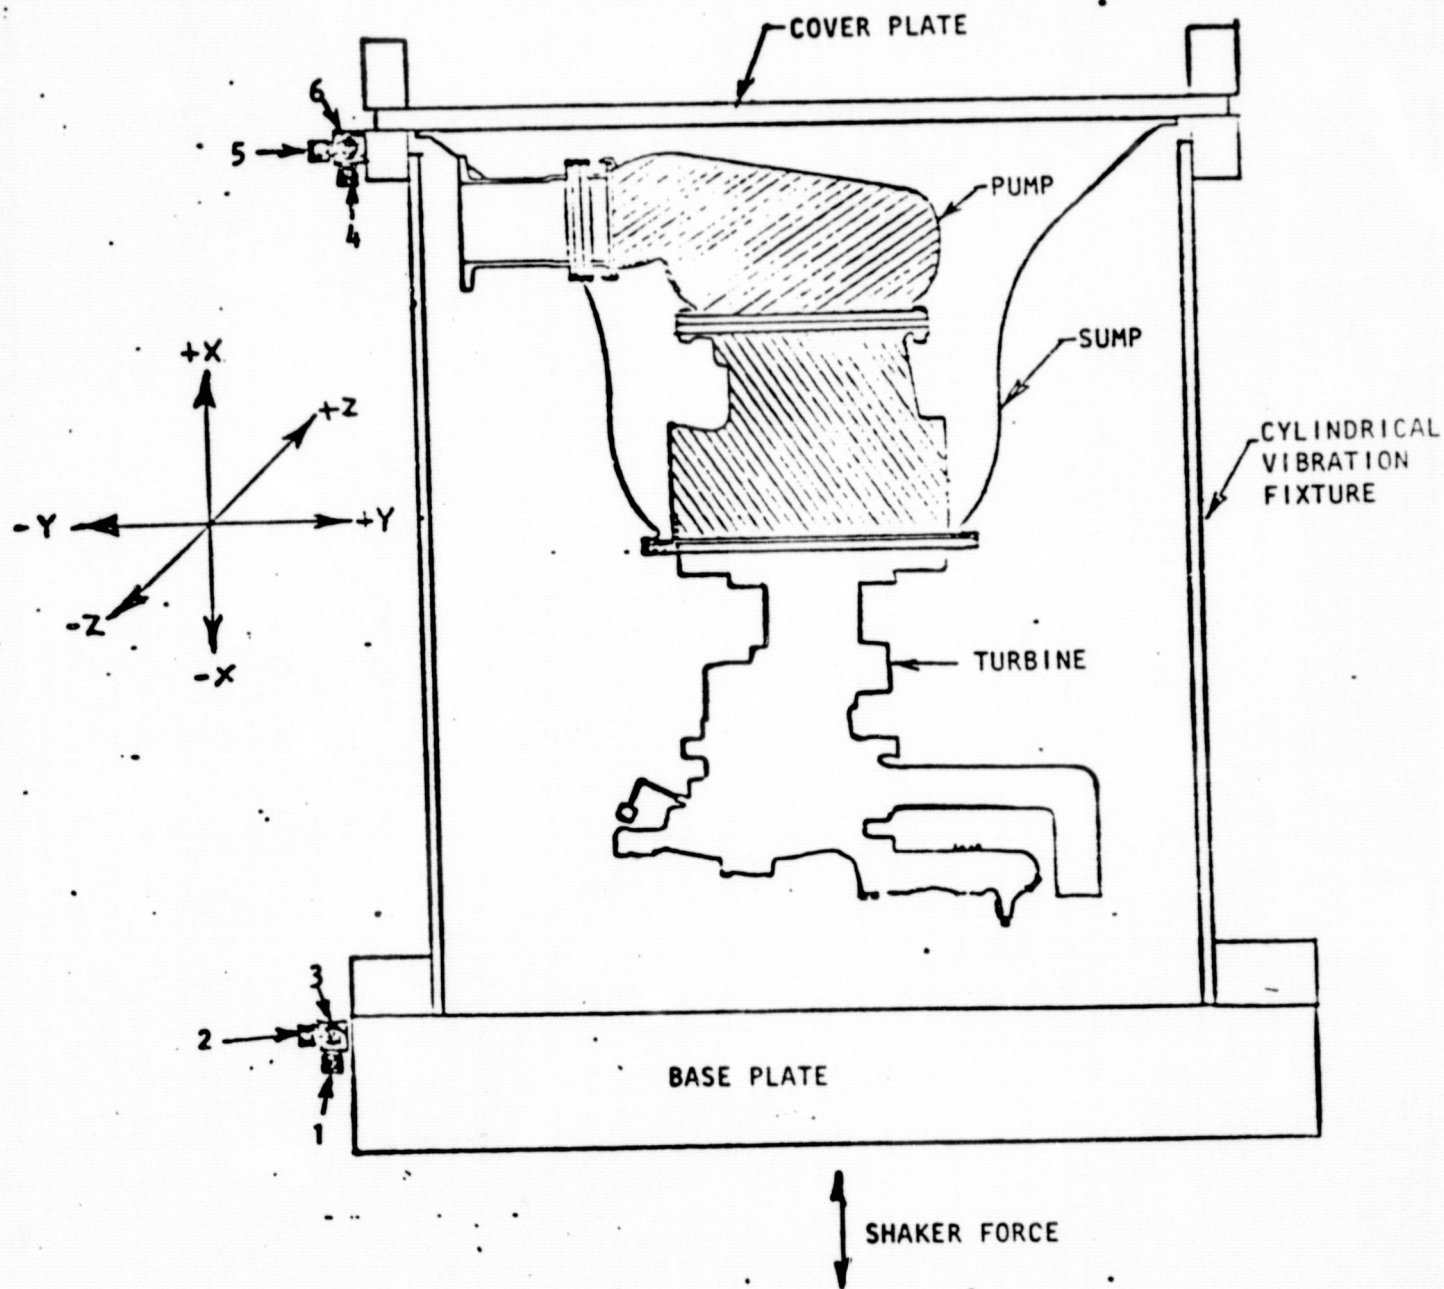 COVER PLATE
6
5
4
PUMP
SUMP
+X
+Z
-Y
+Y
-Z
-X
CYLINDRICAL
VIBRATION
FIXTURE
TURBINE
3
2
1
BASE PLATE
SHAKER FORCE